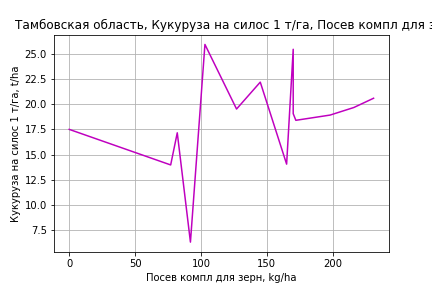 Тамбовская область, Кукуруза на силос 1 т/га, Посев компл для з
Кукуруза на силос 1 т/га, t/ha
25.0
22.5
20.0
17.5
15.0
12.5
10.0
7.5
0 50 100 150 200
Посев компл для зерн, kg/ha